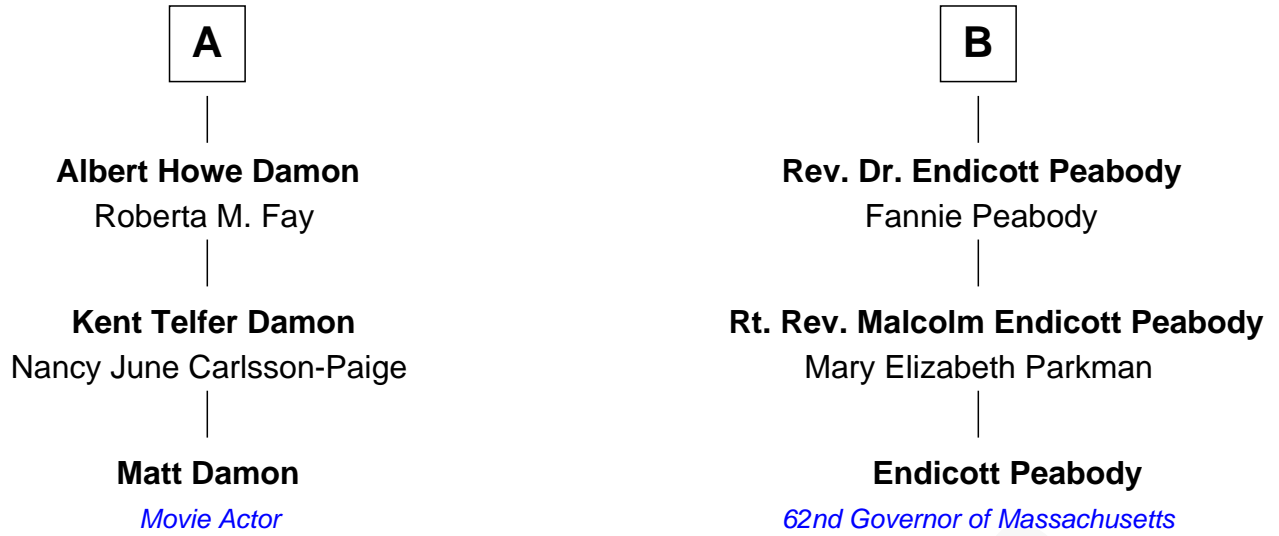 A
Albert Howe Damon
Roberta M. Fay
Kent Telfer Damon
Nancy June Carlsson-Paige
Matt Damon
Movie Actor
B
Rev. Dr. Endicott Peabody
Fannie Peabody
Rt. Rev. Malcolm Endicott Peabody
Mary Elizabeth Parkman
Endicott Peabody
62nd Governor of Massachusetts